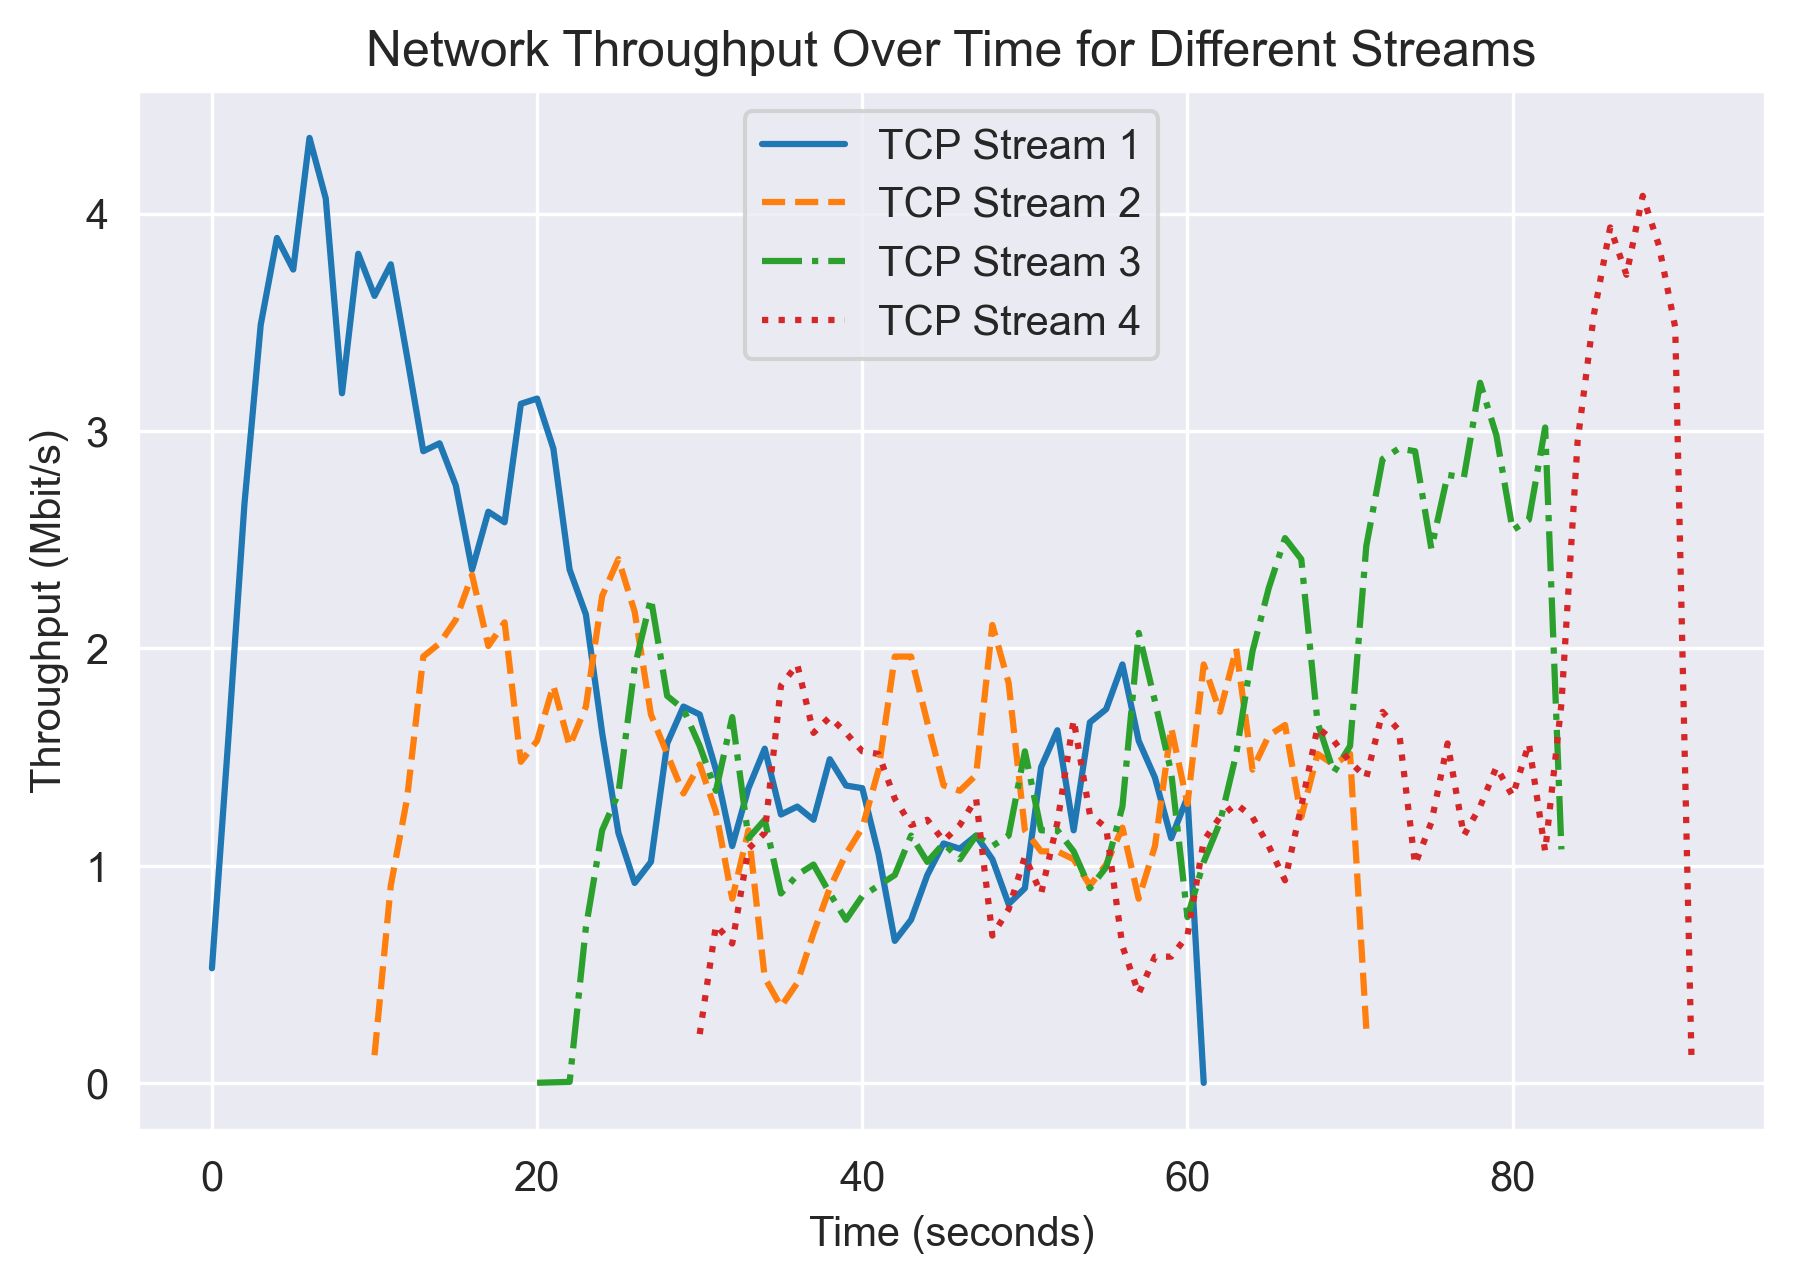 Network Throughput Over Time for Different Streams
TCP Stream 1
TCP Stream 2
TCP Stream 3
TCP Stream 4
Throughput (Mbit/s)
4
3
2
1
0
0 20 40 60 80
Time (seconds)